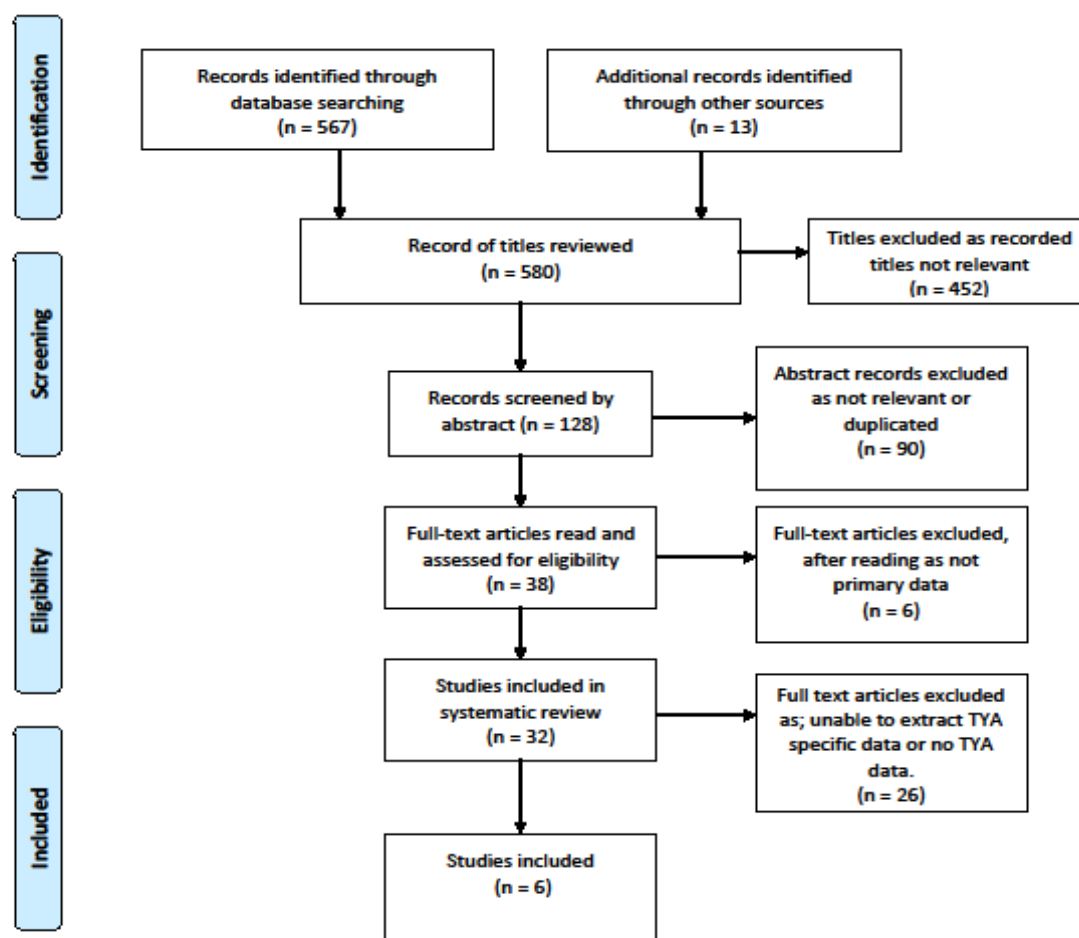 Identification
Records identified through
database searching
(n = 567)
Additional records identified
through other sources
(n = 13)
Record of titles reviewed
(n = 580)
Titles excluded as recorded
titles not relevant
(n = 452)
Screening
Records screened by
abstract (n = 128)
Abstract records excluded
as not relevant or
duplicated
(n = 90)
Eligibility
Full-text articles read and
assessed for eligibility
(n = 38)
Full-text articles excluded,
after reading as not
primary data
(n = 6)
Studies included in
systematic review
(n = 32)
Full text articles excluded
as; unable to extract TYA
specific data or no TYA
data.
(n = 26)
Included
Studies included
(n = 6)